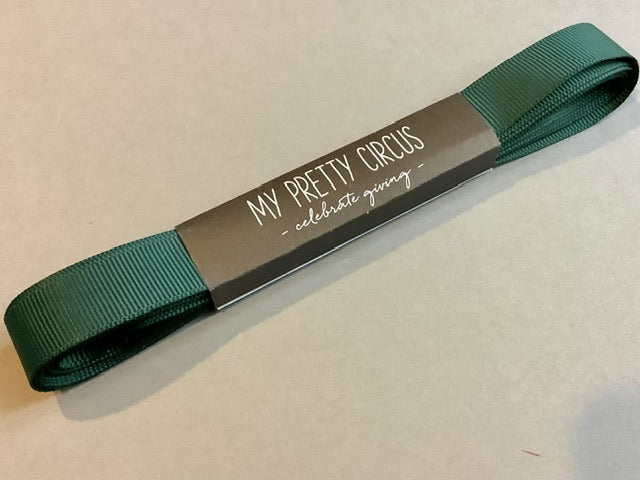 MY PRETTY CIRCUS
- celebrate giving -